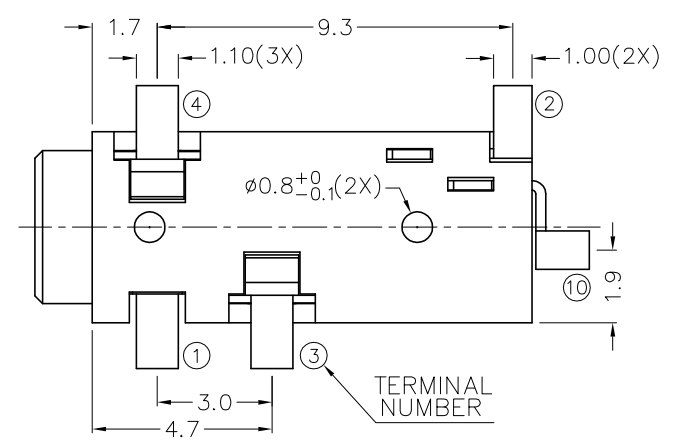 1.7
9.3
1.10(3X)
1.00(2X)
4
2
⌀0.8+0-0.1(2X)
10
1.9
1
3
TERMINAL
NUMBER
3.0
4.7